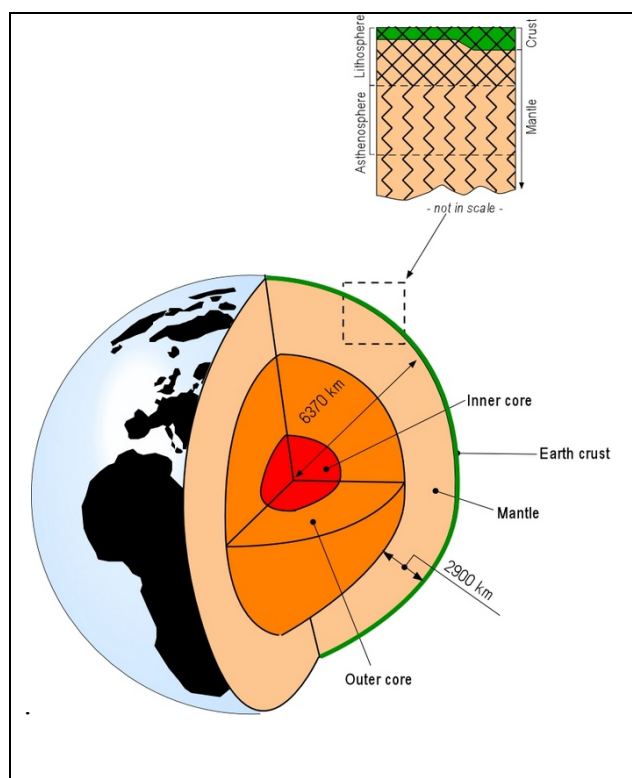 Lithosphere
Asthenosphere
Crust
Mantle
- not in scale -
6370 km
Inner core
Earth crust
Mantle
2900 km
Outer core